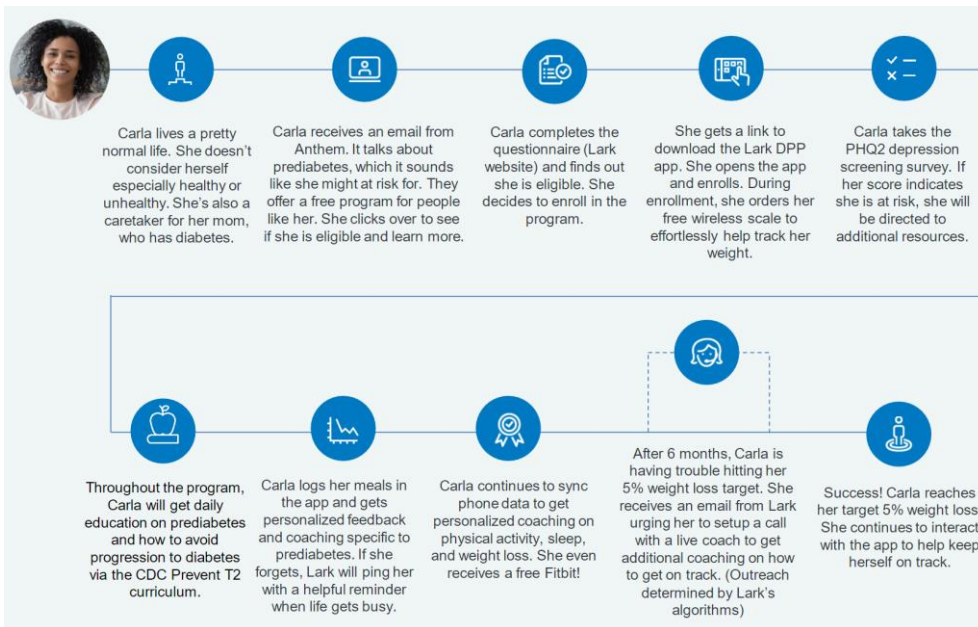 Carla lives a pretty
normal life. She doesn't
consider herself
especially healthy or
unhealthy. She's also a
caretaker for her mom,
who has diabetes.
Carla receives an email from
Anthem. It talks about
prediabetes, which it sounds
like she might at risk for. They
offer a free program for people
like her. She clicks over to see
if she is eligible and learn more.
Carla completes the
questionnaire (Lark
website) and finds out
she is eligible. She
decides to enroll in the
program.
She gets a link to
download the Lark DPP
app. She opens the app
and enrolls. During
enrollment, she orders her
free wireless scale to
effortlessly help track her
weight.
Carla takes the
PHQ2 depression
screening survey. If
her score indicates
she is at risk, she will
be directed to
additional resources.
Throughout the program,
Carla will get daily
education on prediabetes
and how to avoid
progression to diabetes
via the CDC Prevent T2
curriculum.
Carla logs her meals in
the app and gets
personalized feedback
and coaching specific to
prediabetes. If she
forgets, Lark will ping her
with a helpful reminder
when life gets busy.
Carla continues to sync
phone data to get
personalized coaching on
physical activity, sleep,
and weight loss. She even
receives a free Fitbit!
After 6 months, Carla is
having trouble hitting her
5% weight loss target. She
receives an email from Lark
urging her to setup a call
with a live coach to get
additional coaching on how
to get on track. (Outreach
determined by Lark's
algorithms)
Success! Carla reaches
her target 5% weight loss.
She continues to interact
with the app to help keep
herself on track.